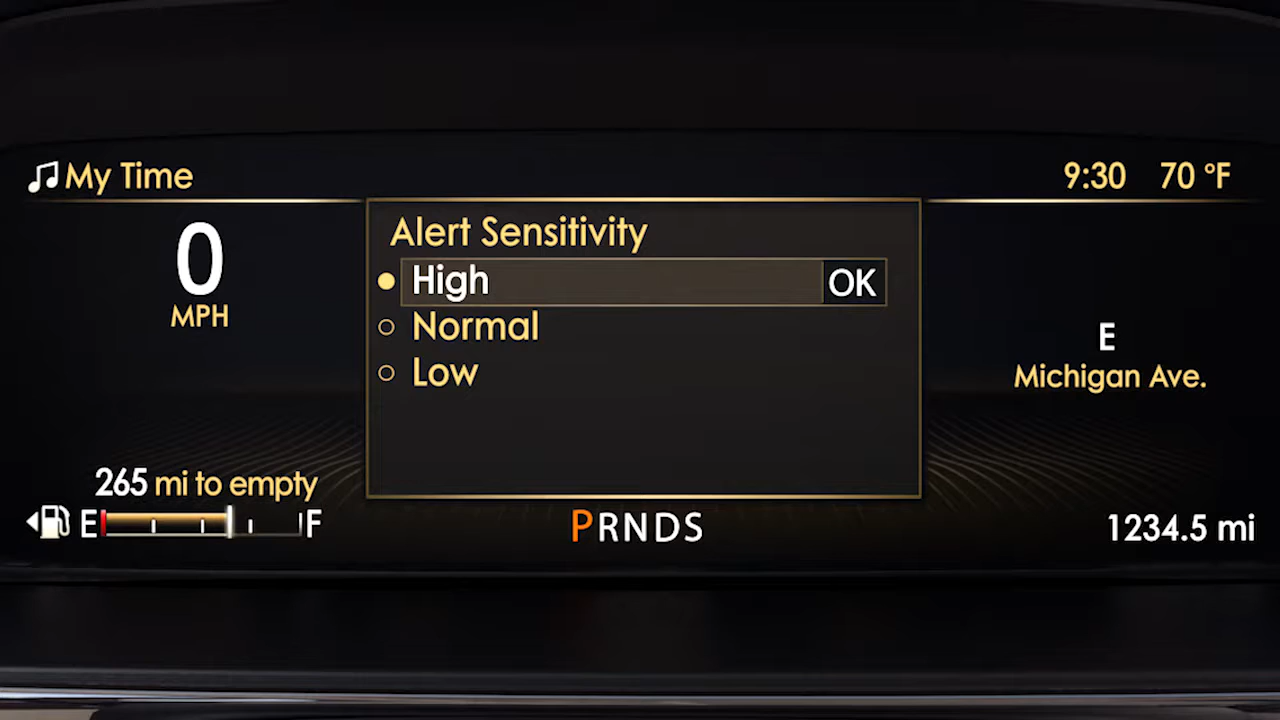 My Time
9:30 70 °F
0
MPH
Alert Sensitivity
High OK
Normal
Low
E
Michigan Ave.
265 mi to empty
E F
PRNDS
1234.5 mi